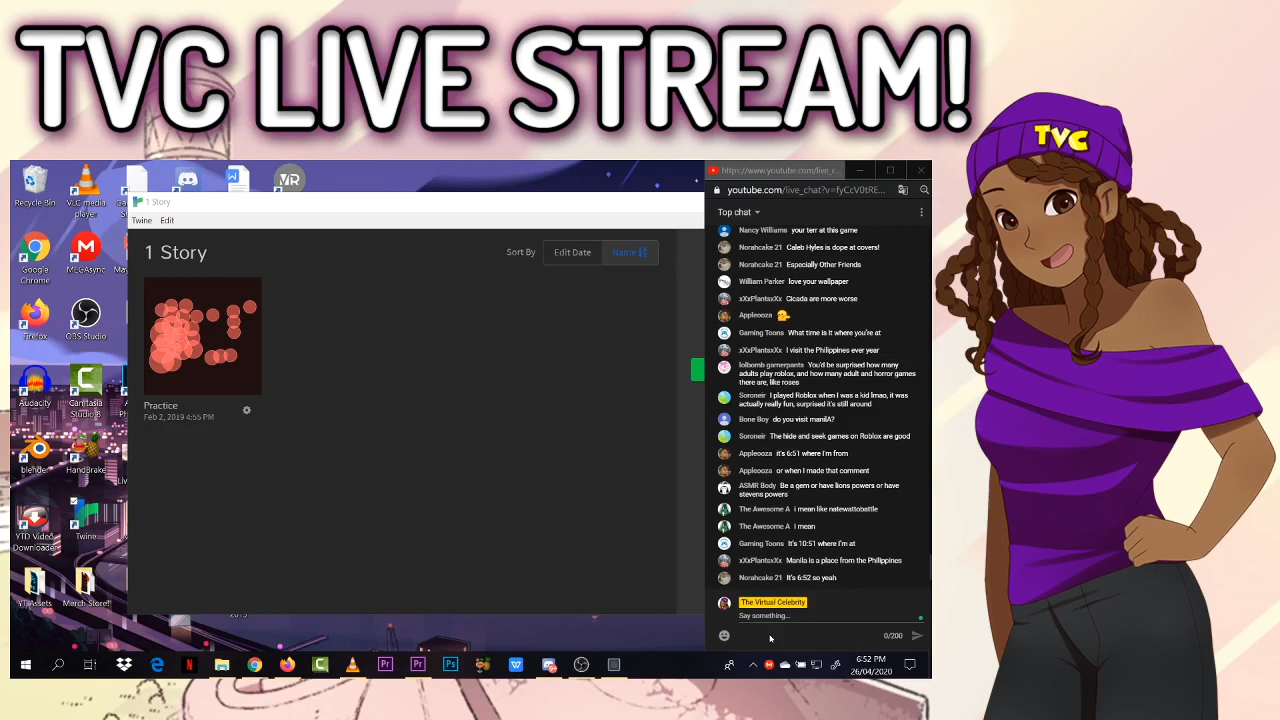 TVC LIVE STREAM!
TVC
Recycle Bin
VLC media
player
VR
Google
Chrome
MEGAsync
Firefox
OBS Studio
Audacity
Camtasia
Studio 8
blender
HandBrake
YTD Video
Downloader
Twine
YT Assets
Merch Store!!
1 Story
Twine Edit
1 Story
Sort By Edit Date Name
Practice
Feb 2, 2019 4:55 PM
https://www.youtube.com/live_c...
youtube.com/live_chat?v=fyCcV0tRE...
Top chat
Nancy Williams your terr at this game
Norahcake 21 Caleb Hyles is dope at covers!
Norahcake 21 Especially Other Friends
William Parker love your wallpaper
xXxPlantsxXx Cicada are more worse
Appleooza
Gaming Toons What time is it where you're at
xXxPlantsxXx I visit the Philippines ever year
lolbomb gamerpants You'd be surprised how many
adults play roblox, and how many adult and horror games
there are, like roses
Soroneir I played Roblox when I was a kid lmao, it was
actually really fun, surprised it's still around
Bone Boy do you visit manilA?
Soroneir The hide and seek games on Roblox are good
Appleooza it's 6:51 where I'm from
Appleooza or when I made that comment
ASMR Body Be a gem or have lions powers or have
stevens powers
The Awesome A i mean like natewattobattle
The Awesome A i mean
Gaming Toons It's 10:51 where I'm at
xXxPlantsxXx Manila is a place from the Philippines
Norahcake 21 It's 6:52 so yeah
The Virtual Celebrity
Say something...
0/200
6:52 PM
26/04/2020